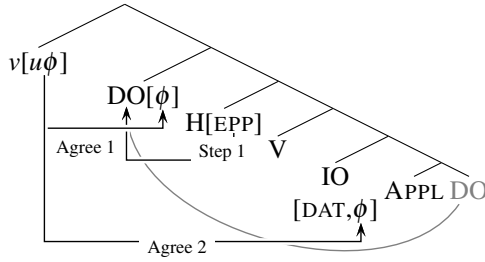 v[uϕ]
DO[ϕ]
H[EPP]
Agree 1
Step 1
V
IO
[DAT,ϕ]
APPL DO
Agree 2